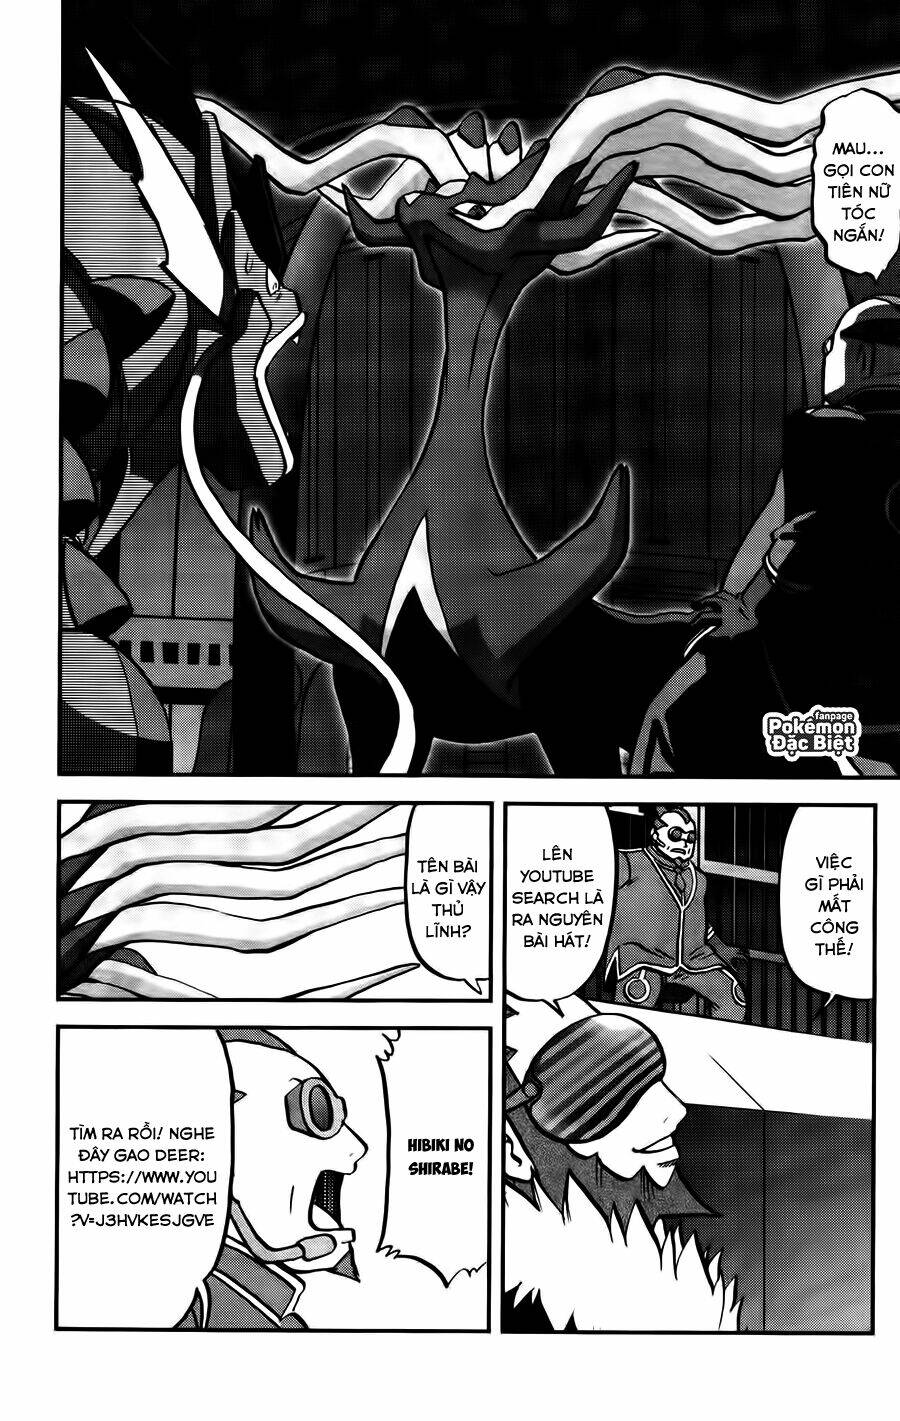 MAU...
GỌI CON
TIÊN NỮ
TÓC
NGẮN!
fanpage
Pokémon
Đặc Biệt
VIỆC
GÌ PHẢI
MẤT
CÔNG
THẾ!
LÊN
YOUTUBE
SEARCH LÀ
RA NGUYÊN
BÀI HÁT!
TÊN BÀI
LÀ GÌ VẬY
THỦ
LĨNH?
HIBIKI NO
SHIRABE!
TÌM RA RỒI! NGHE
ĐÂY GAO DEER:
HTTPS://WWW.YOU
TUBE.COM/WATCH
?V=J3HVKESJGVE